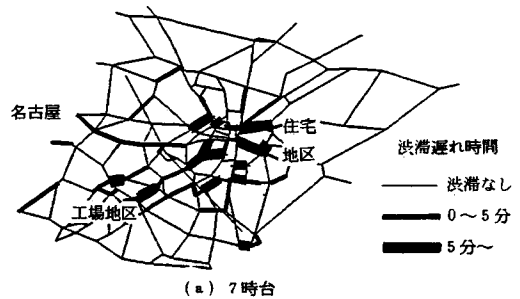 名古屋
住宅
地区
工場地区
渋滞遅れ時間
渋滞なし
0～5分
5分～
(a) 7時台